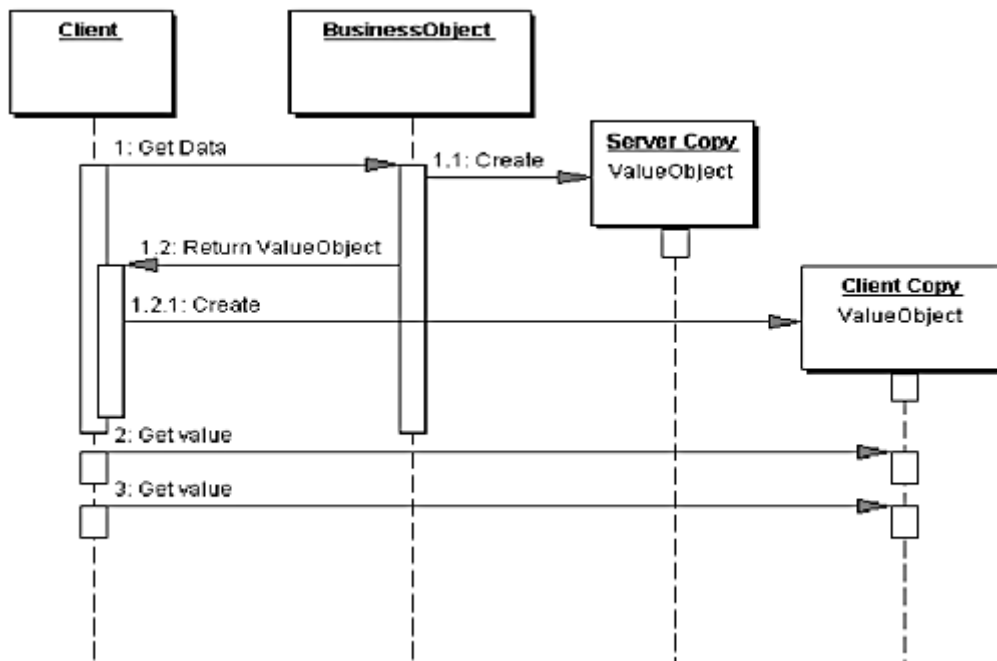 Client
BusinessObject
1: Get Data
1.1: Create
Server Copy
ValueObject
1.2: Return ValueObject
1.2.1: Create
Client Copy
ValueObject
2: Get value
3: Get value